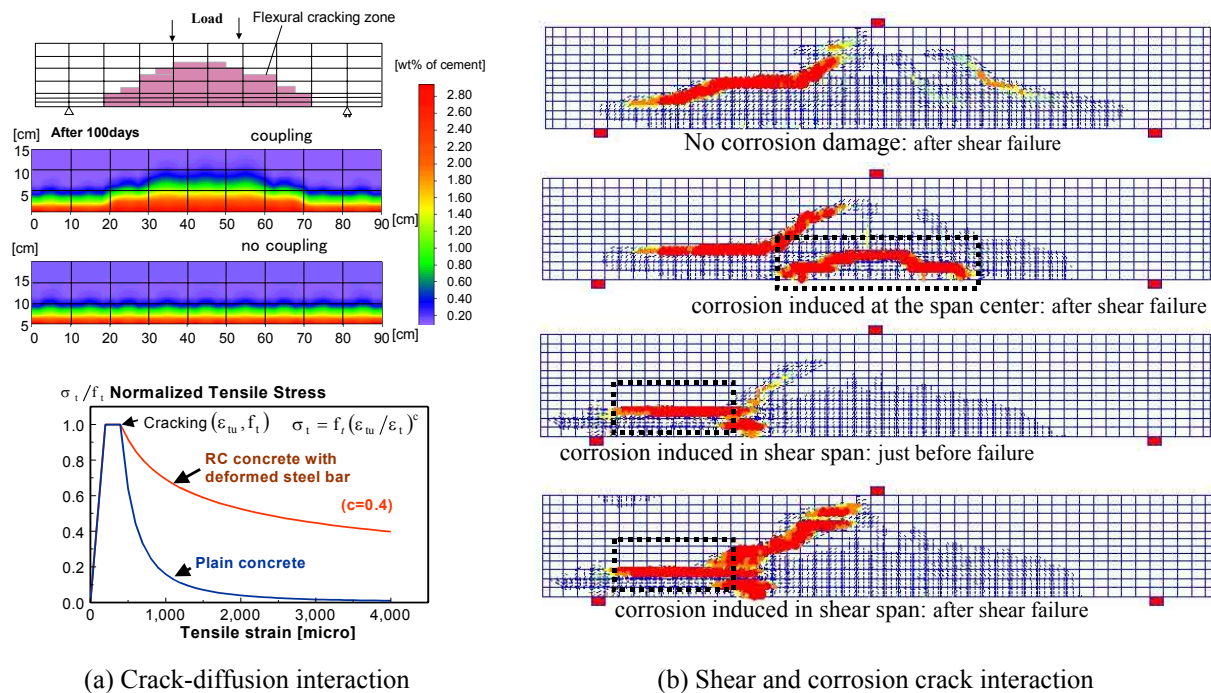 Load
Flexural cracking zone
[wt% of cement]
2.80
2.60
2.40
2.20
2.00
1.80
1.60
1.40
1.20
1.00
0.80
0.60
0.40
0.20
[cm] After 100days coupling
15
10
5
0 10 20 30 40 50 60 70 80 90 [cm]
[cm] no coupling
15
10
5
0 10 20 30 40 50 60 70 80 90 [cm]
σt/ft Normalized Tensile Stress
Cracking (εtu, ft) σt = ft(εtu/εt)^c
RC concrete with
deformed steel bar
(c=0.4)
Plain concrete
1.0
0.8
0.6
0.4
0.2
0.0
0 1,000 2,000 3,000 4,000
Tensile strain [micro]
(a) Crack-diffusion interaction
No corrosion damage: after shear failure
corrosion induced at the span center: after shear failure
corrosion induced in shear span: just before failure
corrosion induced in shear span: after shear failure
(b) Shear and corrosion crack interaction